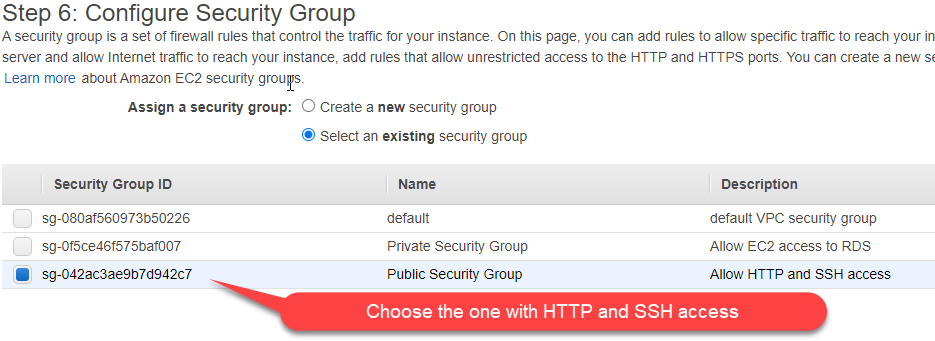 Step 6: Configure Security Group
A security group is a set of firewall rules that control the traffic for your instance. On this page, you can add rules to allow specific traffic to reach your in
server and allow Internet traffic to reach your instance, add rules that allow unrestricted access to the HTTP and HTTPS ports. You can create a new se
Learn more about Amazon EC2 security groups.
Assign a security group: Create a new security group
Select an existing security group
Security Group ID Name Description
sg-080af560973b50226 default default VPC security group
sg-0f5ce46f575baf007 Private Security Group Allow EC2 access to RDS
sg-042ac3ae9b7d942c7 Public Security Group Allow HTTP and SSH access
Choose the one with HTTP and SSH access